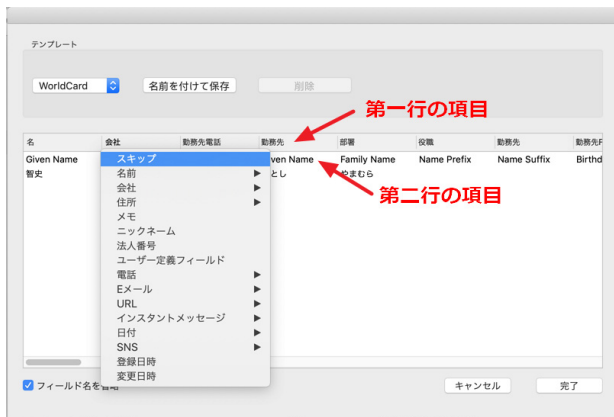 テンプレート
WorldCard 名前を付けて保存 削除
第一行の項目
名 会社 勤務先電話 勤務先 部署 役職 勤務先 勤務先F
Given Name スキップ ven Name Family Name Name Prefix Name Suffix Birthd
智史 名前 とし やまむら
第二行の項目
会社
住所
メモ
ニックネーム
法人番号
ユーザー定義フィールド
電話
Eメール
URL
インスタントメッセージ
日付
SNS
登録日時
変更日時
フィールド名を
キャンセル 完了